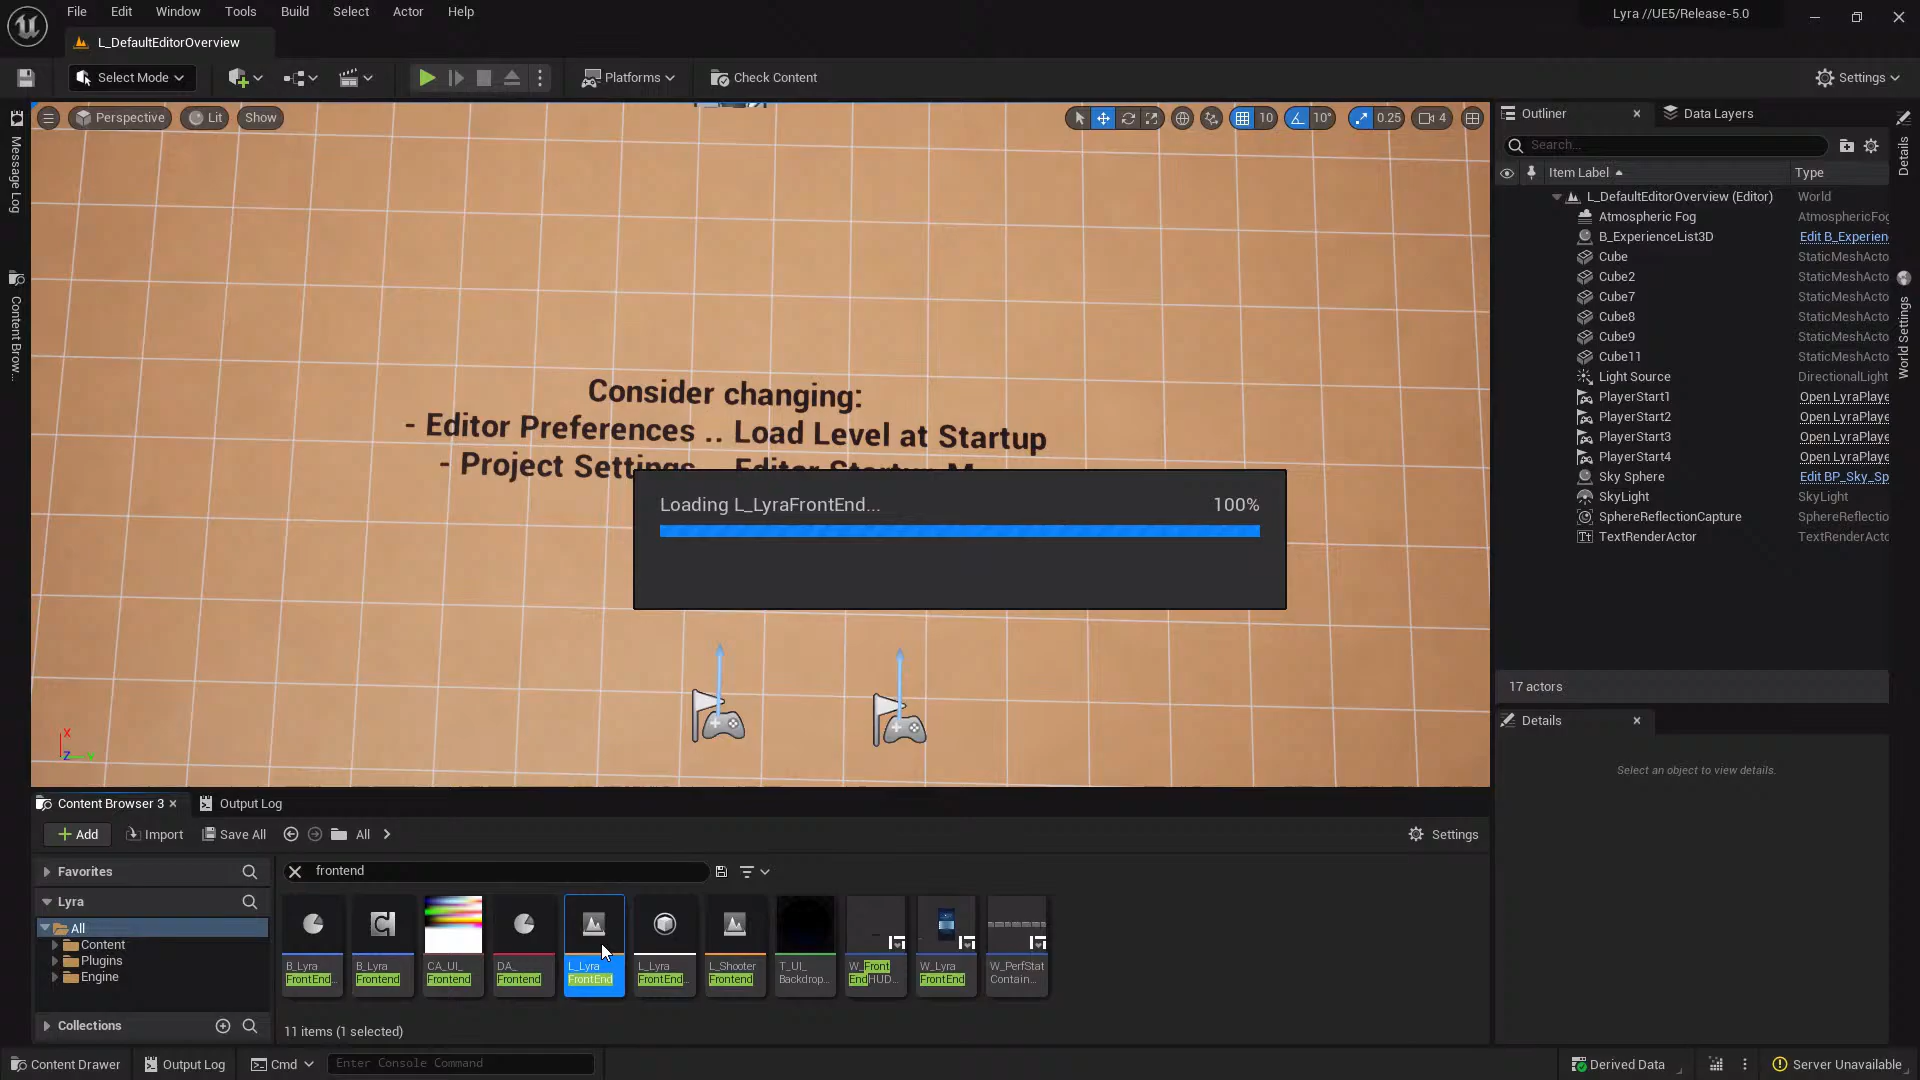 File Edit Window Tools Build Select Actor Help
Lyra //UE5/Release-5.0
L_DefaultEditorOverview
Select Mode
Platforms
Check Content
Settings
Perspective
Lit
Show
10
10°
0.25
4
Message Log
Content Brow...
Consider changing:
- Editor Preferences .. Load Level at Startup
Loading L_LyraFrontEnd... 100%
X
Z
Y
Outliner
Data Layers
Search...
Item Label Type
L_DefaultEditorOverview (Editor) World
Atmospheric Fog AtmosphericFog
B_ExperienceList3D Edit B_Experien
Cube StaticMeshActo
Cube2 StaticMeshActo
Cube7 StaticMeshActo
Cube8 StaticMeshActo
Cube9 StaticMeshActo
Cube11 StaticMeshActo
Light Source DirectionalLight
PlayerStart1 Open LyraPlaye
PlayerStart2 Open LyraPlaye
PlayerStart3 Open LyraPlaye
PlayerStart4 Open LyraPlaye
Sky Sphere Edit BP_Sky_Sp
SkyLight SkyLight
SphereReflectionCapture SphereReflectio
TextRenderActor TextRenderActo
17 actors
Details
Select an object to view details.
Details
World Settings
Content Browser 3
Output Log
Add
Import
Save All
All
Settings
Favorites
Lyra
All
Content
Plugins
Engine
Collections
frontend
B_Lyra
FrontEnd...
B_Lyra
Frontend
CA_UI_
Frontend
DA_
Frontend
L_Lyra
FrontEnd
L_Lyra
FrontEnd...
L_Shooter
Frontend
T_UI_
Backdrop...
W_Front
EndHUD...
W_Lyra
FrontEnd
W_PerfStat
Contain...
11 items (1 selected)
Content Drawer
Output Log
Cmd
Enter Console Command
Derived Data
Server Unavailable